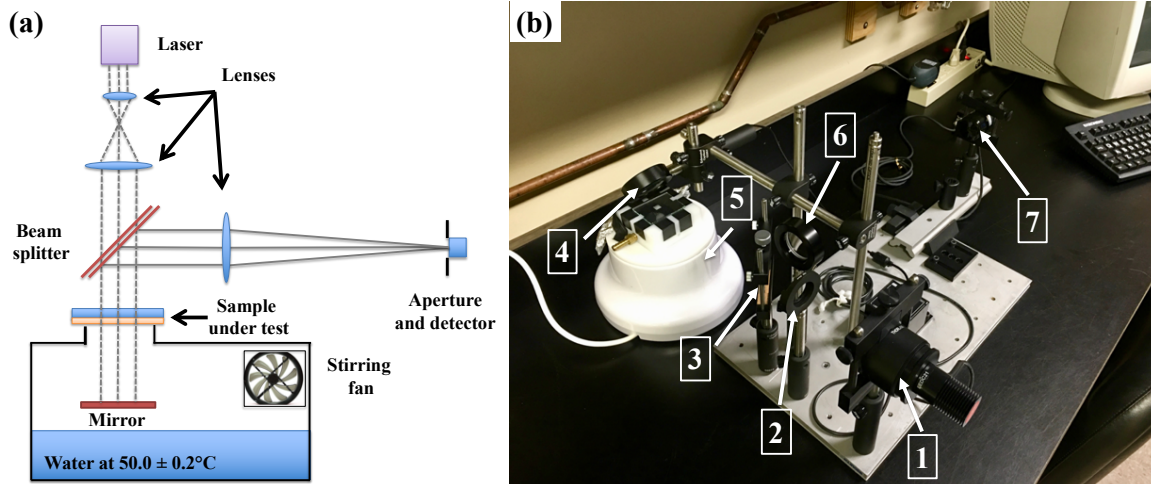 (a)
Laser
Lenses
Beam
splitter
Aperture
and detector
Sample
under test
Stirring
fan
Mirror
Water at 50.0 ± 0.2°C
(b)
6
5
4
7
3
2
1